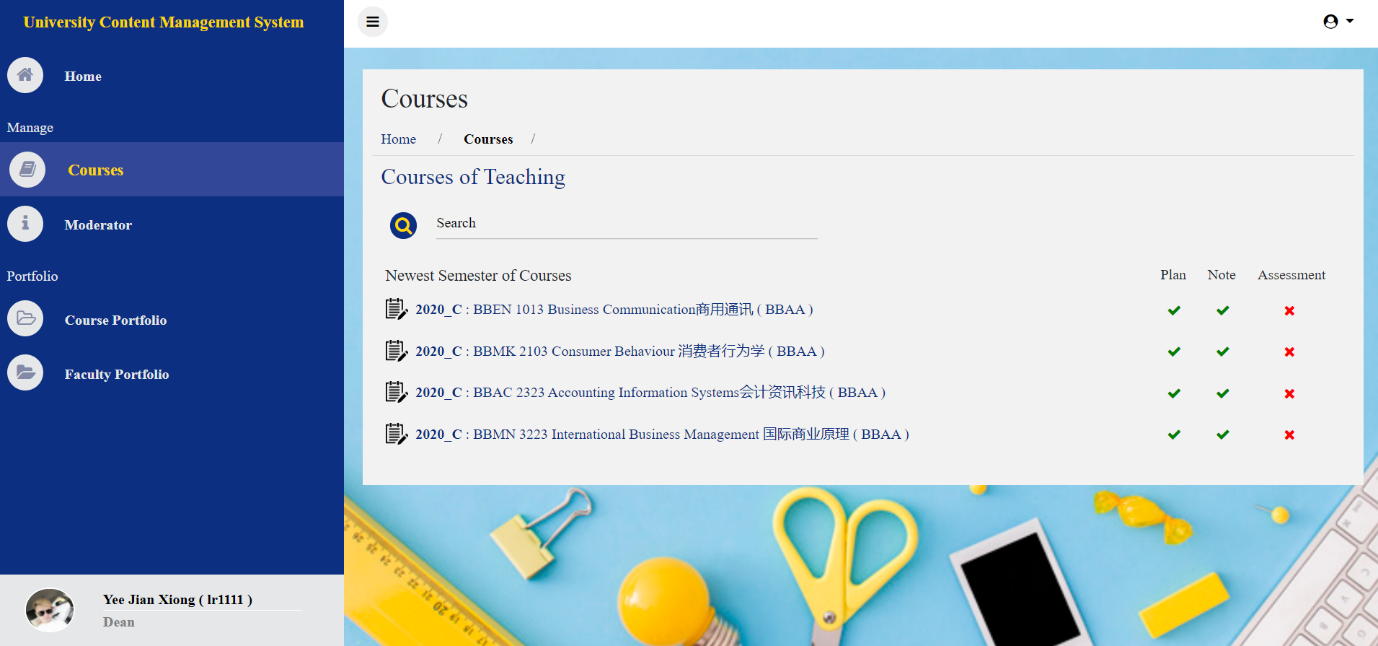 University Content Management System
Home
Manage
Courses
Moderator
Portfolio
Course Portfolio
Faculty Portfolio
Yee Jian Xiong ( lr1111 )
Dean
Courses
Home / Courses /
Courses of Teaching
Search
Newest Semester of Courses Plan Note Assessment
2020_C : BBEN 1013 Business Communication商用通讯 ( BBAA )
2020_C : BBMK 2103 Consumer Behaviour 消费者行为学 ( BBAA )
2020_C : BBAC 2323 Accounting Information Systems会计资讯科技 ( BBAA )
2020_C : BBMN 3223 International Business Management 国际商业原理 ( BBAA )